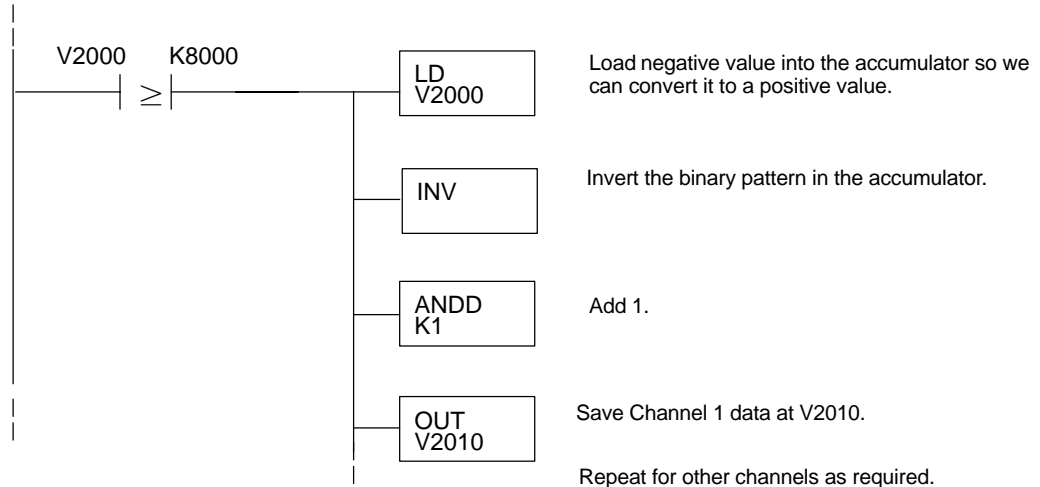 V2000 K8000
≥
LD
V2000
Load negative value into the accumulator so we
can convert it to a positive value.
INV
Invert the binary pattern in the accumulator.
ANDD
K1
Add 1.
OUT
V2010
Save Channel 1 data at V2010.
Repeat for other channels as required.